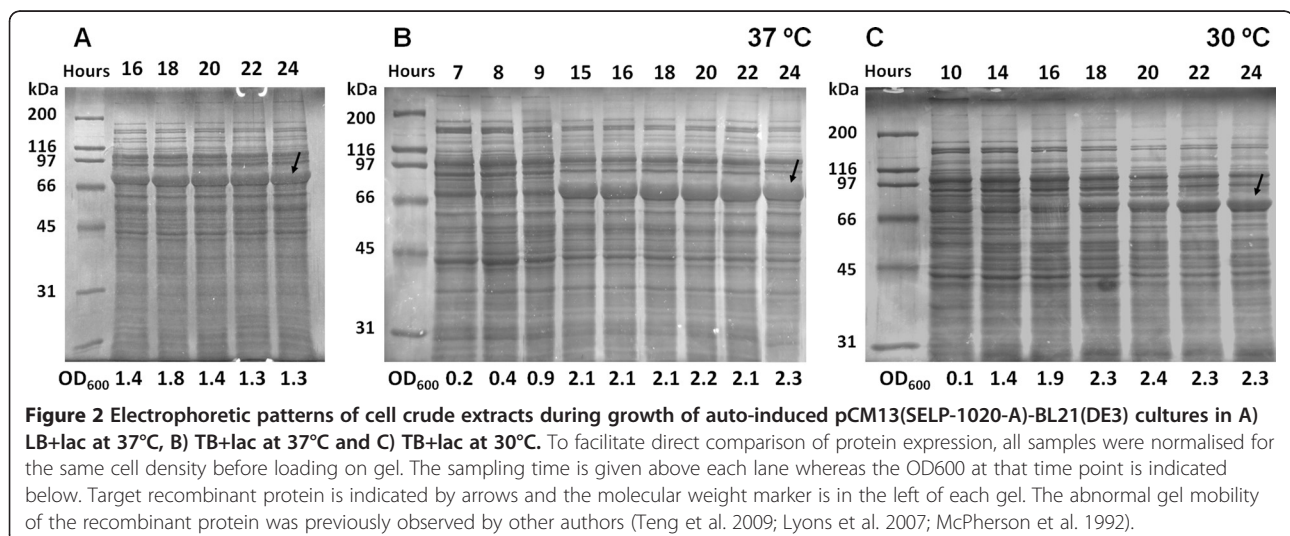 A
Hours 16 18 20 22 24
kDa
200
116
97
66
45
31
OD600 1.4 1.8 1.4 1.3 1.3
B 37 ºC
Hours 7 8 9 15 16 18 20 22 24
kDa
200
116
97
66
45
31
OD600 0.2 0.4 0.9 2.1 2.1 2.1 2.2 2.1 2.3
C 30 ºC
Hours 10 14 16 18 20 22 24
kDa
200
116
97
66
45
31
OD600 0.1 1.4 1.9 2.3 2.4 2.3 2.3
Figure 2 Electrophoretic patterns of cell crude extracts during growth of auto-induced pCM13(SELP-1020-A)-BL21(DE3) cultures in A)
LB+lac at 37°C, B) TB+lac at 37°C and C) TB+lac at 30°C. To facilitate direct comparison of protein expression, all samples were normalised for
the same cell density before loading on gel. The sampling time is given above each lane whereas the OD600 at that time point is indicated
below. Target recombinant protein is indicated by arrows and the molecular weight marker is in the left of each gel. The abnormal gel mobility
of the recombinant protein was previously observed by other authors (Teng et al. 2009; Lyons et al. 2007; McPherson et al. 1992).